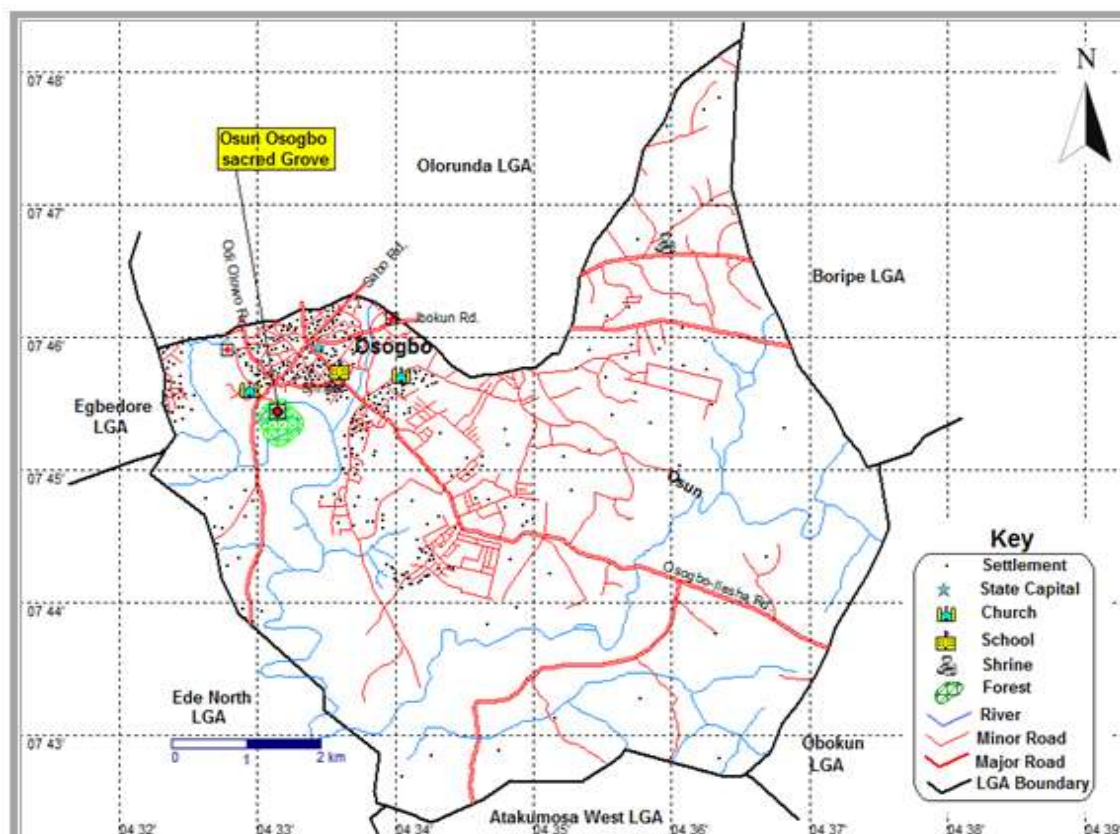 N
07 48'
Osun Osogbo
sacred Grove
Olorunda LGA
07 47'
Odi Olowo Rd.
Sabo Rd.
Boripe LGA
Ibokun Rd.
07 46'
Osogbo
Egbedore
LGA
07 45'
Osun
Key
Settlement
State Capital
Church
School
Shrine
Forest
River
Minor Road
Major Road
LGA Boundary
Osogbo-Ilesha Rd.
07 44'
Ede North
LGA
07 43'
0 1 2 km
Obokun
LGA
Atakumosa West LGA
04 32' 04 33' 04 34' 04 35' 04 36' 04 37' 04 38'